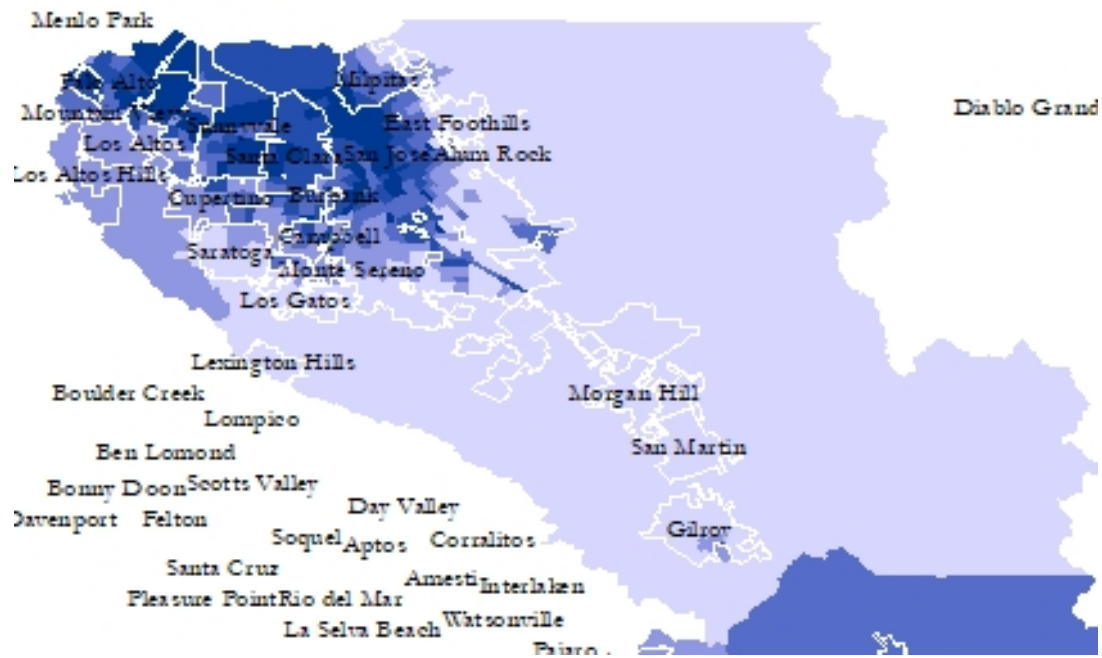 Menlo Park
Palo Alto
Milpitas
Diablo Grand
Mountain View
Sunnyvale
East Foothills
Los Altos
Santa Clara
San Jose
Alum Rock
Los Altos Hills
Cupertino
Burbank
Campbell
Saratoga
Monte Sereno
Los Gatos
Lexington Hills
Boulder Creek
Morgan Hill
Lompico
San Martin
Ben Lomond
Bonny Doon
Scotts Valley
Day Valley
Davenport
Felton
Gilroy
Soquel
Aptos
Corralitos
Santa Cruz
Amesti
Interlaken
Pleasure Point
Rio del Mar
La Selva Beach
Watsonville
Pajaro